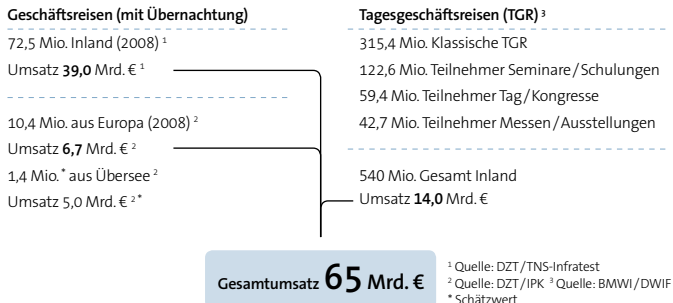 Geschäftsreisen (mit Übernachtung)
72,5 Mio. Inland (2008) ¹
Umsatz 39,0 Mrd. € ¹
10,4 Mio. aus Europa (2008) ²
Umsatz 6,7 Mrd. € ²
1,4 Mio.* aus Übersee ²
Umsatz 5,0 Mrd. € ²*
Tagesgeschäftsreisen (TGR) ³
315,4 Mio. Klassische TGR
122,6 Mio. Teilnehmer Seminare/Schulungen
59,4 Mio. Teilnehmer Tag/Kongresse
42,7 Mio. Teilnehmer Messen/Ausstellungen
540 Mio. Gesamt Inland
Umsatz 14,0 Mrd. €
Gesamtumsatz 65 Mrd. €
¹ Quelle: DZT/TNS-Infratest
² Quelle: DZT/IPK ³ Quelle: BMWI/DWIF
* Schätzwert